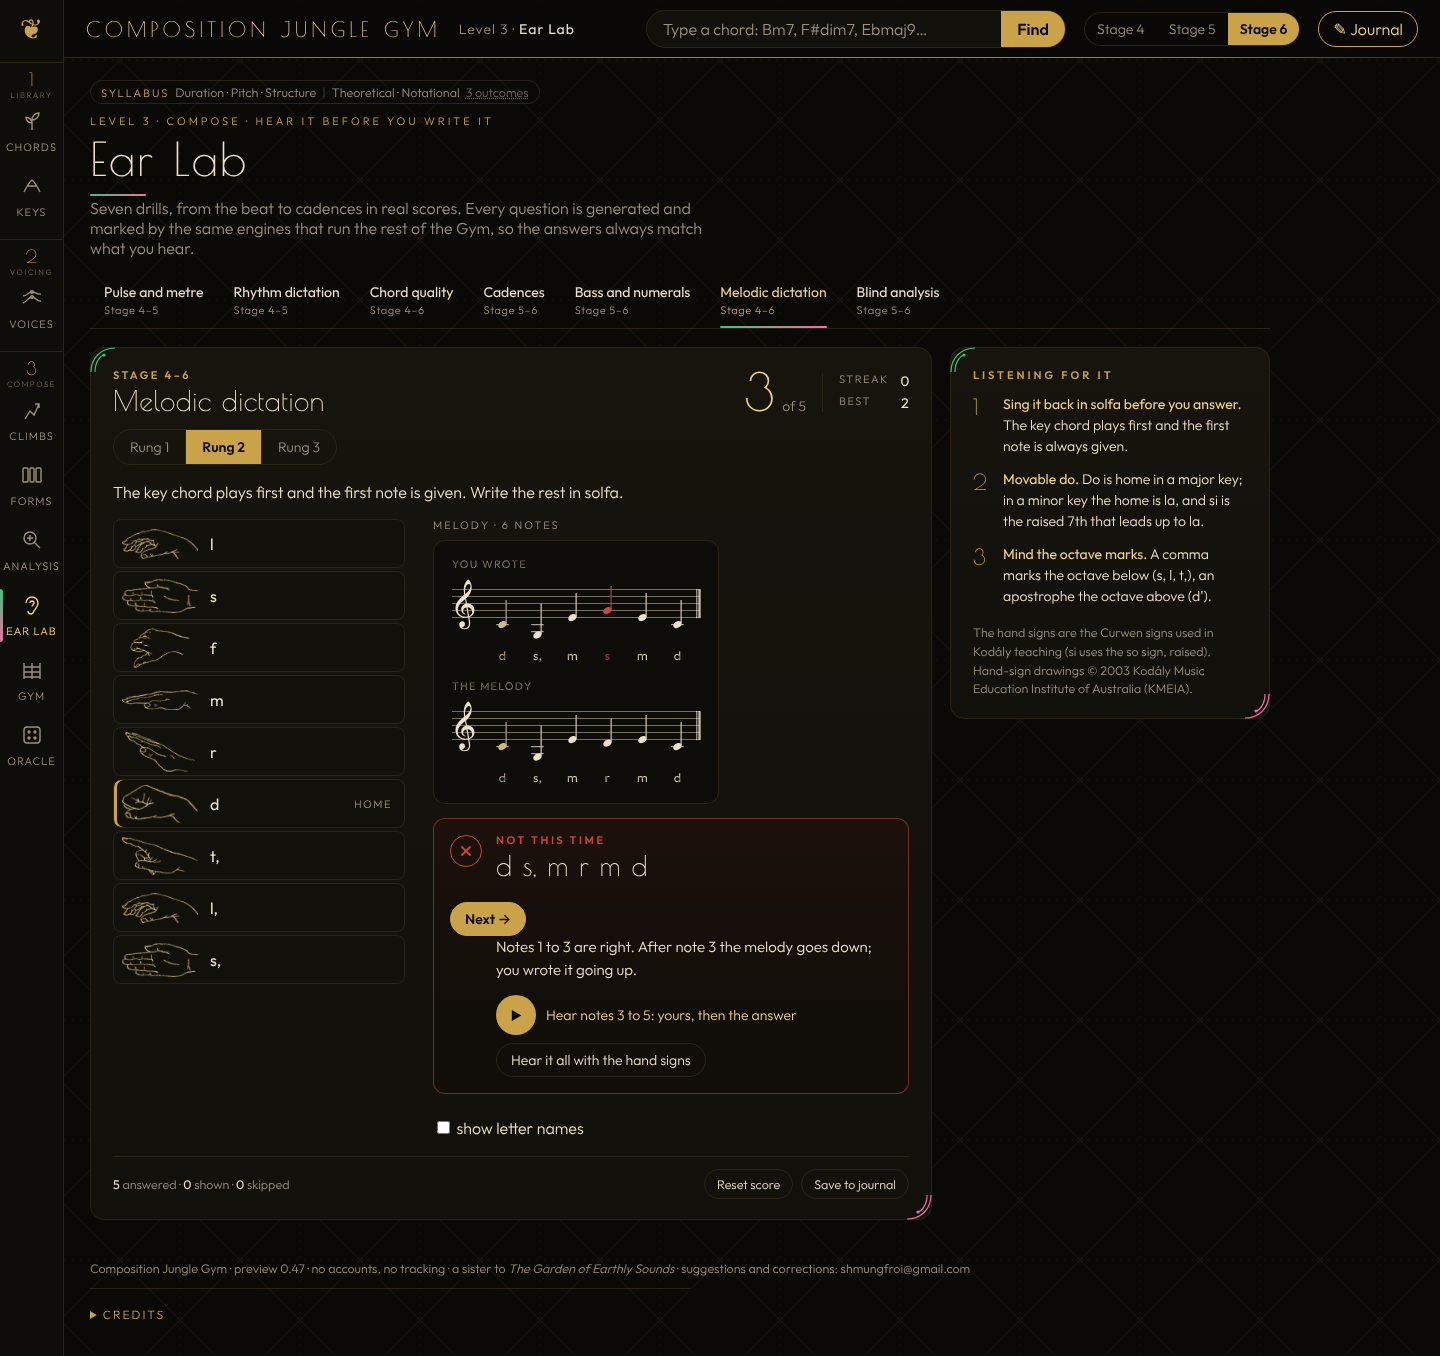 COMPOSITION JUNGLE GYM
Level 3 · Ear Lab
Type a chord: Bm7, F#dim7, Ebmaj9...
Find
Stage 4
Stage 5
Stage 6
✎ Journal
1
LIBRARY
CHORDS
KEYS
2
VOICING
VOICES
3
COMPOSE
CLIMBS
FORMS
ANALYSIS
EAR LAB
GYM
ORACLE
SYLLABUS Duration · Pitch · Structure | Theoretical · Notational 3 outcomes
LEVEL 3 · COMPOSE · HEAR IT BEFORE YOU WRITE IT
Ear Lab
Seven drills, from the beat to cadences in real scores. Every question is generated and
marked by the same engines that run the rest of the Gym, so the answers always match
what you hear.
Pulse and metre
Stage 4–5
Rhythm dictation
Stage 4–5
Chord quality
Stage 4–6
Cadences
Stage 5–6
Bass and numerals
Stage 5–6
Melodic dictation
Stage 4–6
Blind analysis
Stage 5–6
STAGE 4–6
Melodic dictation
3 of 5
STREAK 0
BEST 2
Rung 1
Rung 2
Rung 3
The key chord plays first and the first note is given. Write the rest in solfa.
l
s
f
m
r
d HOME
t,
l,
s,
MELODY · 6 NOTES
YOU WROTE
d s, m s m d
THE MELODY
d s, m r m d
NOT THIS TIME
d s, m r m d
Next →
Notes 1 to 3 are right. After note 3 the melody goes down;
you wrote it going up.
Hear notes 3 to 5: yours, then the answer
Hear it all with the hand signs
show letter names
5 answered · 0 shown · 0 skipped
Reset score
Save to journal
LISTENING FOR IT
1 Sing it back in solfa before you answer.
The key chord plays first and the first
note is always given.
2 Movable do. Do is home in a major key;
in a minor key the home is la, and si is
the raised 7th that leads up to la.
3 Mind the octave marks. A comma
marks the octave below (s, l, t,), an
apostrophe the octave above (d').
The hand signs are the Curwen signs used in
Kodály teaching (si uses the so sign, raised).
Hand-sign drawings © 2003 Kodály Music
Education Institute of Australia (KMEIA).
Composition Jungle Gym · preview 0.47 · no accounts, no tracking · a sister to The Garden of Earthly Sounds · suggestions and corrections: shmungfroi@gmail.com
CREDITS